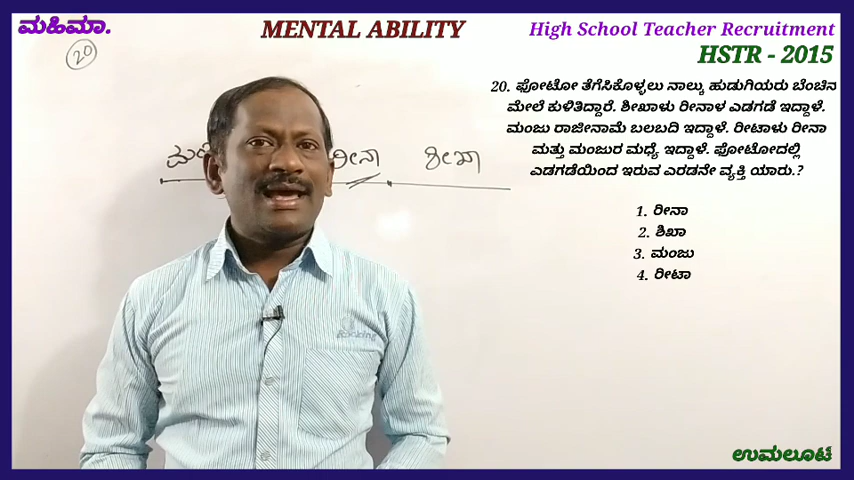 ಮಹಿಮಾ.
MENTAL ABILITY
High School Teacher Recruitment
HSTR - 2015
20
20. ಫೋಟೋ ತೆಗೆಸಿಕೊಳ್ಳಲು ನಾಲ್ಕು ಹುಡುಗಿಯರು ಬೆಂಚಿನ
ಮೇಲೆ ಕುಳಿತಿದ್ದಾರೆ. ಶೀಖಾಳು ರೀನಾಳ ಎಡಗಡೆ ಇದ್ದಾಳೆ.
ಮಂಜು ರಾಜೀನಾಮೆ ಬಲಬದಿ ಇದ್ದಾಳೆ. ರೀಟಾಳು ರೀನಾ
ಮತ್ತು ಮಂಜುರ ಮಧ್ಯೆ ಇದ್ದಾಳೆ. ಫೋಟೋದಲ್ಲಿ
ಎಡಗಡೆಯಿಂದ ಇರುವ ಎರಡನೇ ವ್ಯಕ್ತಿ ಯಾರು.?
ರೀನಾ ಶೀಖಾ
1. ರೀನಾ
2. ಶಿಖಾ
3. ಮಂಜು
4. ರೀಟಾ
ಉಮಲೂಟಿ